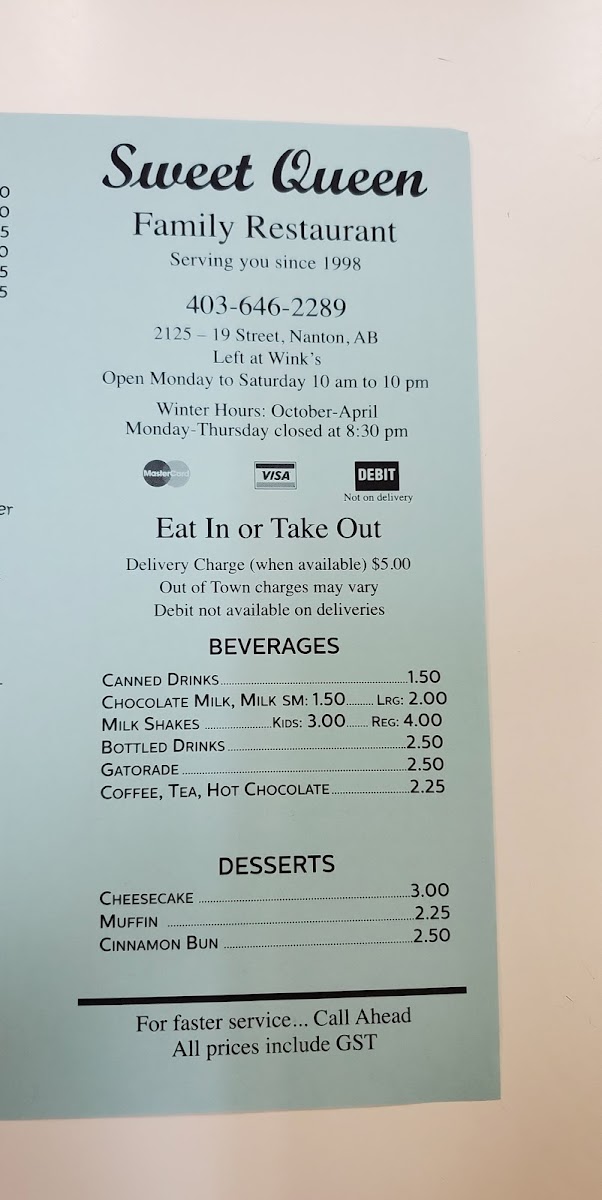 Sweet Queen
Family Restaurant
Serving you since 1998
403-646-2289
2125 – 19 Street, Nanton, AB
Left at Wink's
Open Monday to Saturday 10 am to 10 pm
Winter Hours: October-April
Monday-Thursday closed at 8:30 pm
MasterCard VISA DEBIT
Not on delivery
Eat In or Take Out
Delivery Charge (when available) $5.00
Out of Town charges may vary
Debit not available on deliveries
BEVERAGES
CANNED DRINKS 1.50
CHOCOLATE MILK, MILK SM: 1.50 LRG: 2.00
MILK SHAKES KIDS: 3.00 REG: 4.00
BOTTLED DRINKS 2.50
GATORADE 2.50
COFFEE, TEA, HOT CHOCOLATE 2.25
DESSERTS
CHEESECAKE 3.00
MUFFIN 2.25
CINNAMON BUN 2.50
For faster service... Call Ahead
All prices include GST